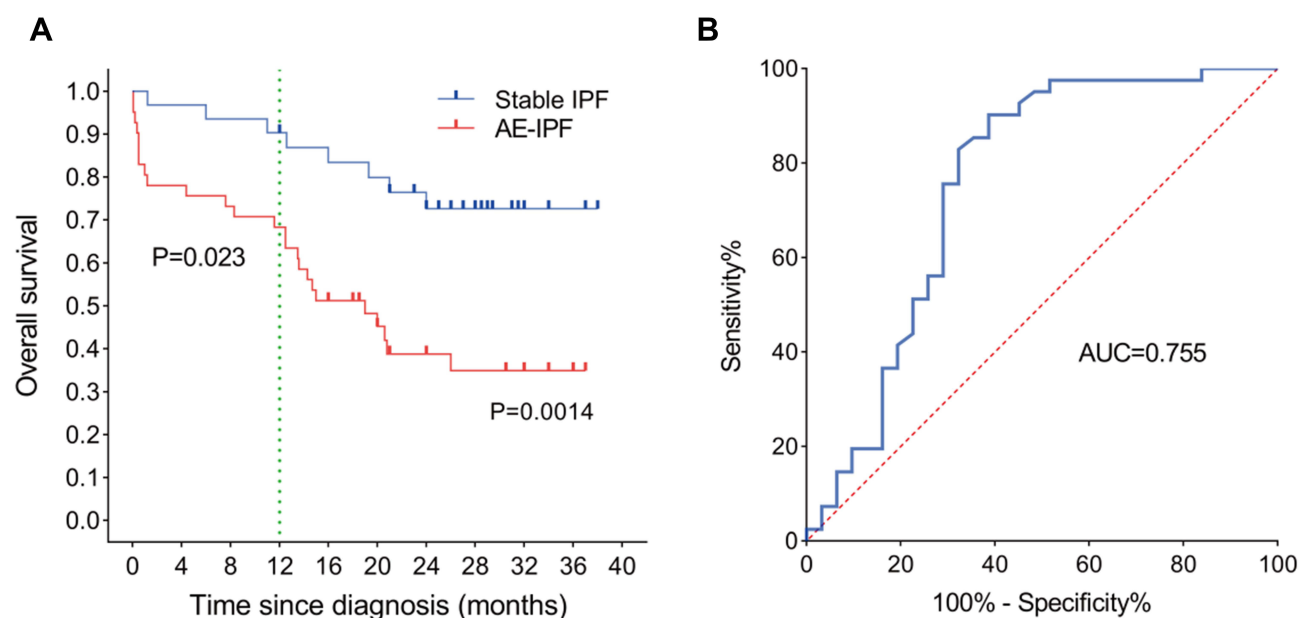 A
Overall survival
1.0
0.9
0.8
0.7
0.6
0.5
0.4
0.3
0.2
0.1
0.0
Stable IPF
AE-IPF
P=0.023
P=0.0014
0 4 8 12 16 20 24 28 32 36 40
Time since diagnosis (months)
B
Sensitivity%
100
80
60
40
20
0
AUC=0.755
0 20 40 60 80 100
100% - Specificity%